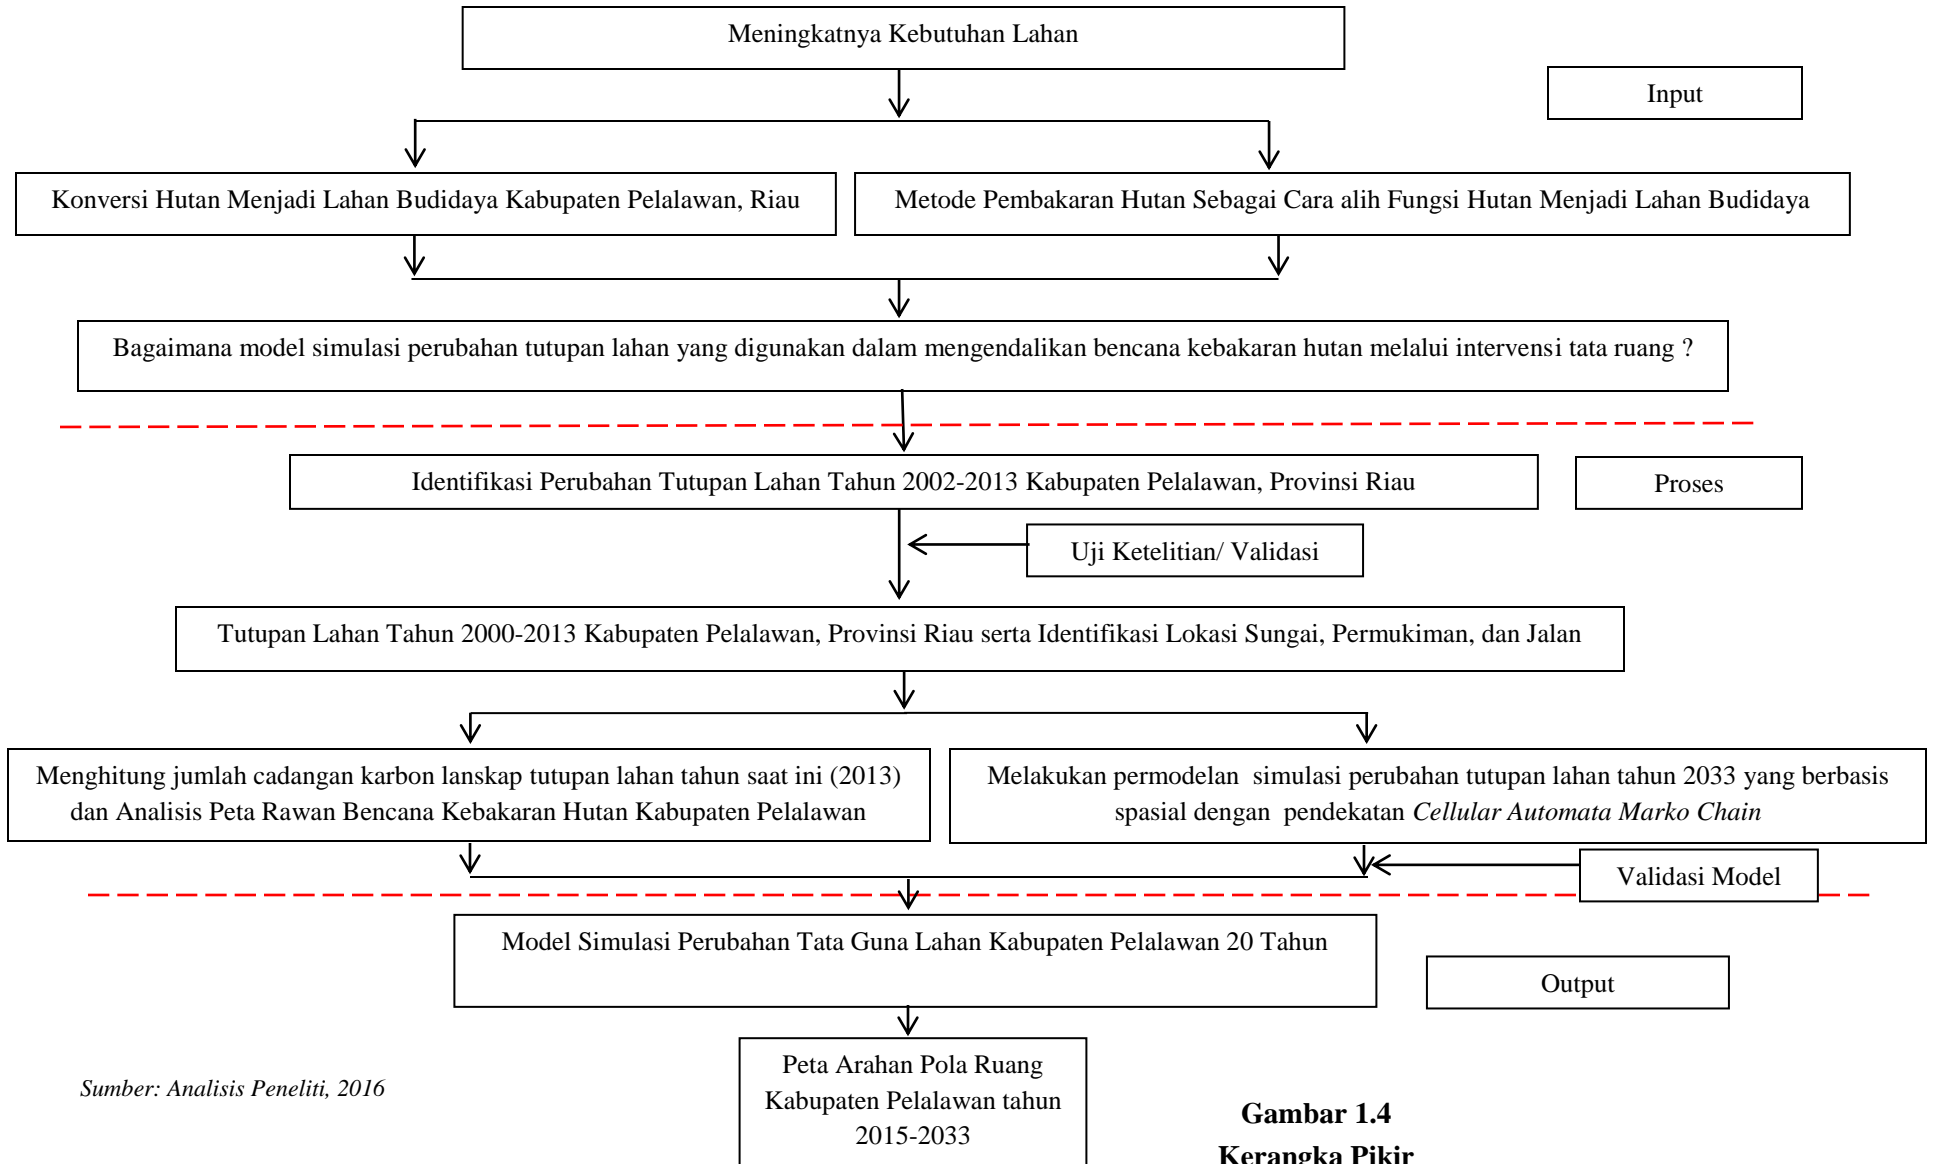 Meningkatnya Kebutuhan Lahan
Input
Konversi Hutan Menjadi Lahan Budidaya Kabupaten Pelalawan, Riau
Metode Pembakaran Hutan Sebagai Cara alih Fungsi Hutan Menjadi Lahan Budidaya
Bagaimana model simulasi perubahan tutupan lahan yang digunakan dalam mengendalikan bencana kebakaran hutan melalui intervensi tata ruang ?
Identifikasi Perubahan Tutupan Lahan Tahun 2002-2013 Kabupaten Pelalawan, Provinsi Riau
Proses
Uji Ketelitian/ Validasi
Tutupan Lahan Tahun 2000-2013 Kabupaten Pelalawan, Provinsi Riau serta Identifikasi Lokasi Sungai, Permukiman, dan Jalan
Menghitung jumlah cadangan karbon lanskap tutupan lahan tahun saat ini (2013)
dan Analisis Peta Rawan Bencana Kebakaran Hutan Kabupaten Pelalawan
Melakukan permodelan  simulasi perubahan tutupan lahan tahun 2033 yang berbasis
spasial dengan  pendekatan Cellular Automata Marko Chain
Validasi Model
Model Simulasi Perubahan Tata Guna Lahan Kabupaten Pelalawan 20 Tahun
Output
Peta Arahan Pola Ruang
Kabupaten Pelalawan tahun
2015-2033
Sumber: Analisis Peneliti, 2016
Gambar 1.4
Kerangka Pikir